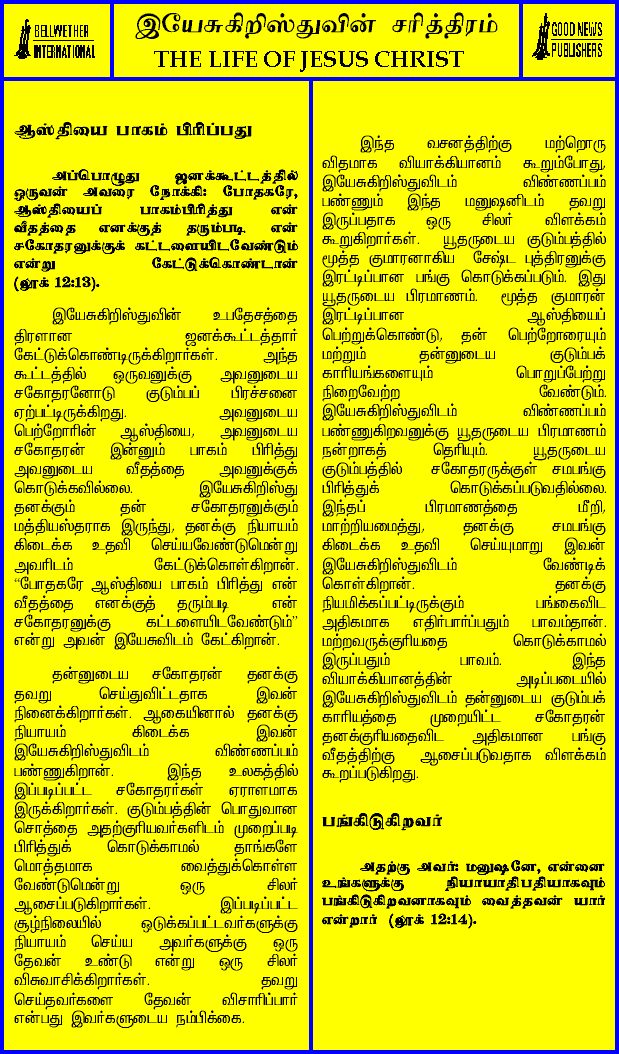 BELLWETHER
INTERNATIONAL
இயேசுகிறிஸ்துவின் சரித்திரம்
THE LIFE OF JESUS CHRIST
GOOD NEWS
PUBLISHERS
ஆஸ்தியை பாகம் பிரிப்பது
அப்பொழுது ஜனக்கூட்டத்தில்
ஒருவன் அவரை நோக்கி: போதகரே,
ஆஸ்தியைப் பாகம்பிரித்து என்
வீதத்தை எனக்குத் தரும்படி என்
சகோதரனுக்குக் கட்டளையிடவேண்டும்
என்று கேட்டுக்கொண்டான்
(லூக் 12:13).
இயேசுகிறிஸ்துவின் உபதேசத்தை
திரளான ஜனக்கூட்டத்தார்
கேட்டுக்கொண்டிருக்கிறார்கள். அந்த
கூட்டத்தில் ஒருவனுக்கு அவனுடைய
சகோதரனோடு குடும்பப் பிரச்சனை
ஏற்பட்டிருக்கிறது. அவனுடைய
பெற்றோரின் ஆஸ்தியை, அவனுடைய
சகோதரன் இன்னும் பாகம் பிரித்து
அவனுடைய வீதத்தை அவனுக்குக்
கொடுக்கவில்லை. இயேசுகிறிஸ்து
தனக்கும் தன் சகோதரனுக்கும்
மத்தியஸ்தராக இருந்து, தனக்கு நியாயம்
கிடைக்க உதவி செய்யவேண்டுமென்று
அவரிடம் கேட்டுக்கொள்கிறான்.
“போதகரே ஆஸ்தியை பாகம் பிரித்து என்
வீதத்தை எனக்குத் தரும்படி என்
சகோதரனுக்கு கட்டளையிடவேண்டும்”
என்று அவன் இயேசுவிடம் கேட்கிறான்.
தன்னுடைய சகோதரன் தனக்கு
தவறு செய்துவிட்டதாக இவன்
நினைக்கிறார்கள். ஆகையினால் தனக்கு
நியாயம் கிடைக்க இவன்
இயேசுகிறிஸ்துவிடம் விண்ணப்பம்
பண்ணுகிறான். இந்த உலகத்தில்
இப்படிப்பட்ட சகோதரர்கள் ஏராளமாக
இருக்கிறார்கள். குடும்பத்தின் பொதுவான
சொத்தை அதற்குரியவர்களிடம் முறைப்படி
பிரித்துக் கொடுக்காமல் தாங்களே
மொத்தமாக வைத்துக்கொள்ள
வேண்டுமென்று ஒரு சிலர்
ஆசைப்படுகிறார்கள். இப்படிப்பட்ட
சூழ்நிலையில் ஒடுக்கப்பட்டவர்களுக்கு
நியாயம் செய்ய அவர்களுக்கு ஒரு
தேவன் உண்டு என்று ஒரு சிலர்
விசுவாசிக்கிறார்கள். தவறு
செய்தவர்களை தேவன் விசாரிப்பார்
என்பது இவர்களுடைய நம்பிக்கை.
இந்த வசனத்திற்கு மற்றொரு
விதமாக வியாக்கியானம் கூறும்போது,
இயேசுகிறிஸ்துவிடம் விண்ணப்பம்
பண்ணும் இந்த மனுஷனிடம் தவறு
இருப்பதாக ஒரு சிலர் விளக்கம்
கூறுகிறார்கள். யூதருடைய குடும்பத்தில்
மூத்த குமாரனாகிய சேஷ்ட புத்திரனுக்கு
இரட்டிப்பான பங்கு கொடுக்கப்படும். இது
யூதருடைய பிரமாணம். மூத்த குமாரன்
இரட்டிப்பான ஆஸ்தியைப்
பெற்றுக்கொண்டு, தன் பெற்றோரையும்
மற்றும் தன்னுடைய குடும்பக்
காரியங்களையும் பொறுப்பேற்று
நிறைவேற்ற வேண்டும்.
இயேசுகிறிஸ்துவிடம் விண்ணப்பம்
பண்ணுகிறவனுக்கு யூதருடைய பிரமாணம்
நன்றாகத் தெரியும். யூதருடைய
குடும்பத்தில் சகோதரருக்குள் சமபங்கு
பிரித்துக் கொடுக்கப்படுவதில்லை.
இந்தப் பிரமாணத்தை மீறி,
மாற்றியமைத்து, தனக்கு சமபங்கு
கிடைக்க உதவி செய்யுமாறு இவன்
இயேசுகிறிஸ்துவிடம் வேண்டிக்
கொள்கிறான். தனக்கு
நியமிக்கப்பட்டிருக்கும் பங்கைவிட
அதிகமாக எதிர்பார்ப்பதும் பாவம்தான்.
மற்றவருக்குரியதை கொடுக்காமல்
இருப்பதும் பாவம். இந்த
வியாக்கியானத்தின் அடிப்படையில்
இயேசுகிறிஸ்துவிடம் தன்னுடைய குடும்பக்
காரியத்தை முறையிட்ட சகோதரன்
தனக்குரியதைவிட அதிகமான பங்கு
வீதத்திற்கு ஆசைப்படுவதாக விளக்கம்
கூறப்படுகிறது.
பங்கிடுகிறவர்
அதற்கு அவர்: மனுஷனே, என்னை
உங்களுக்கு நியாயாதிபதியாகவும்
பங்கிடுகிறவனாகவும் வைத்தவன் யார்
என்றார் (லூக் 12:14).